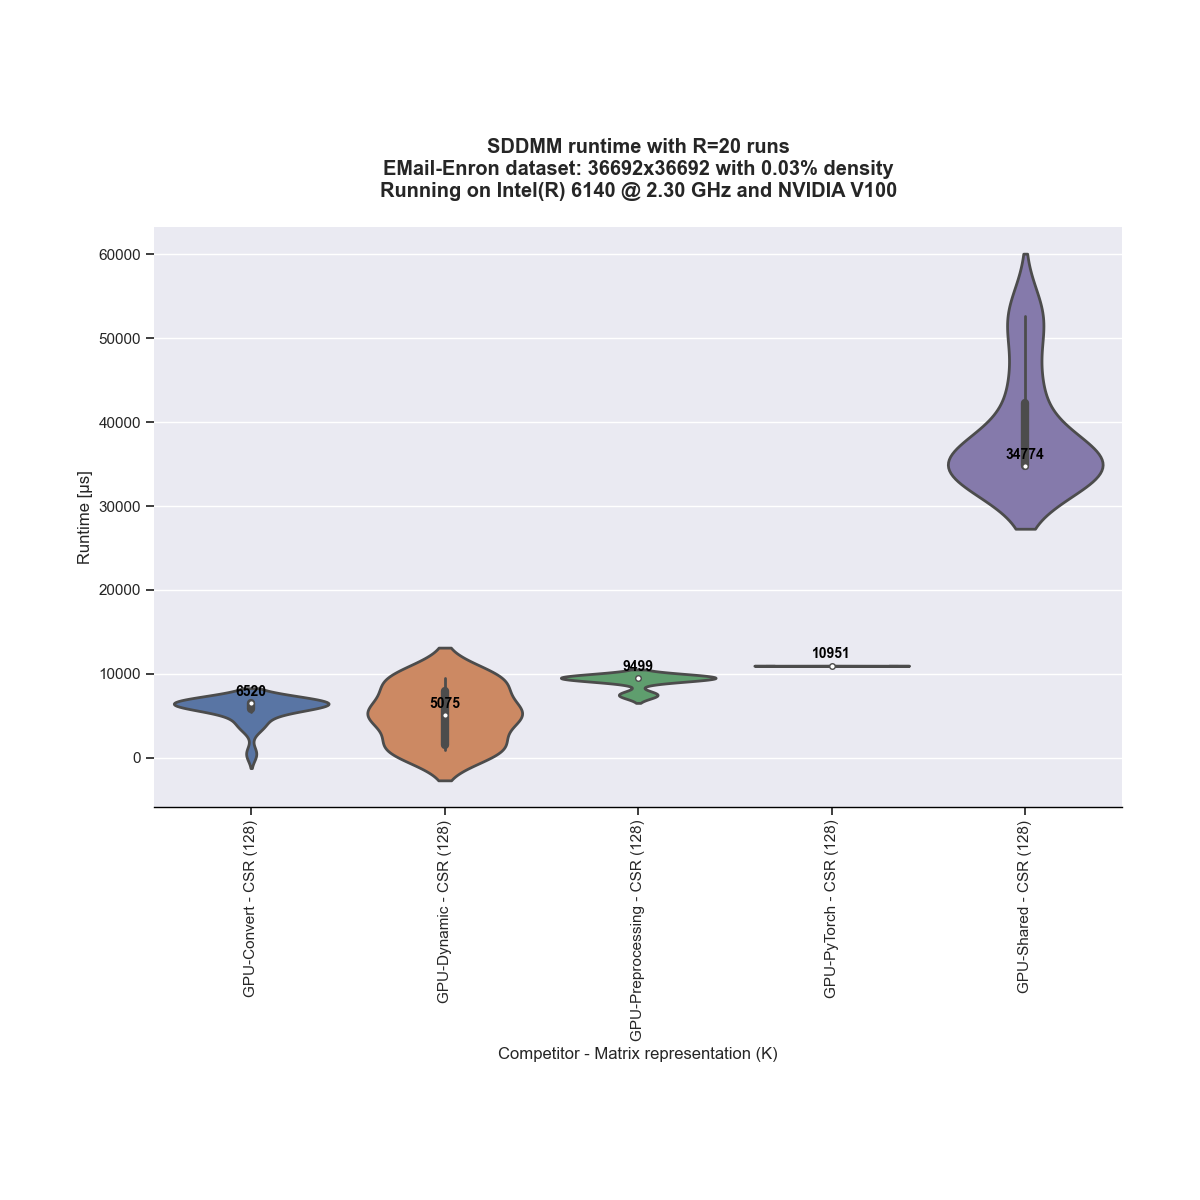 SDDMM runtime with R=20 runs
EMail-Enron dataset: 36692x36692 with 0.03% density
Running on Intel(R) 6140 @ 2.30 GHz and NVIDIA V100
60000
50000
40000
30000
20000
10000
0
Runtime [μs]
6520
5075
9499
10951
34774
GPU-Convert - CSR (128)
GPU-Dynamic - CSR (128)
GPU-Preprocessing - CSR (128)
GPU-PyTorch - CSR (128)
GPU-Shared - CSR (128)
Competitor - Matrix representation (K)